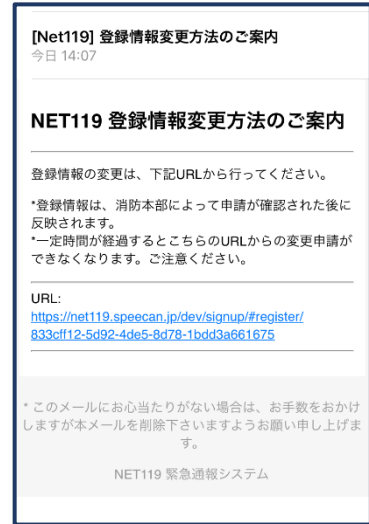 [Net119] 登録情報変更方法のご案内
今日 14:07
NET119 登録情報変更方法のご案内
登録情報の変更は、下記URLから行ってください。
*登録情報は、消防本部によって申請が確認された後に
反映されます。
*一定時間が経過するとこちらのURLからの変更申請が
できなくなります。ご注意ください。
URL:
https://net119.speecan.jp/dev/signup/#register/
833cff12-5d92-4de5-8d78-1bdd3a661675
* このメールにお心当たりがない場合は、お手数をおかけ
しますが本メールを削除下さいますようお願い申し上げま
す。
NET119 緊急通報システム